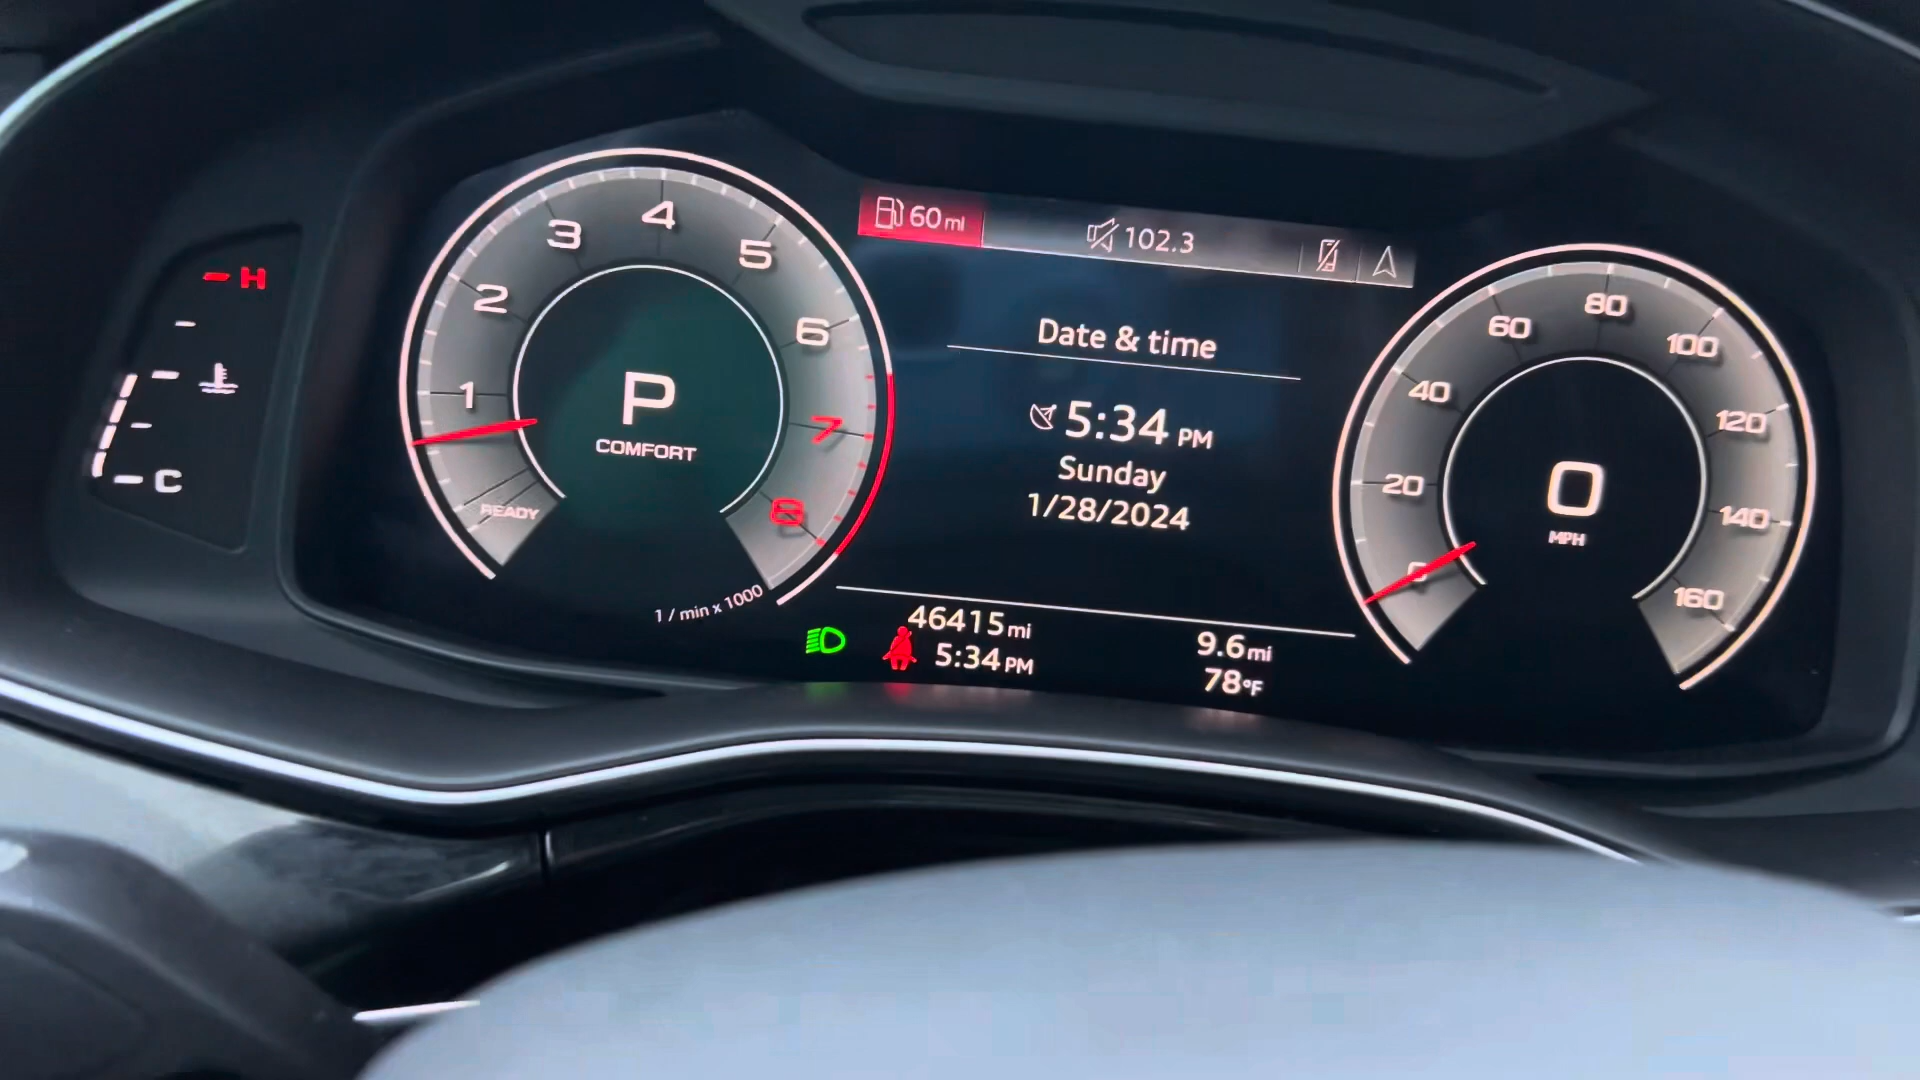 H
C
1
2
3
4
5
6
7
8
READY
P
COMFORT
1 / min x 1000
60 mi
102.3
Date & time
5:34 PM
Sunday
1/28/2024
46415 mi
5:34 PM
9.6 mi
78°F
0
20
40
60
80
100
120
140
160
0
MPH